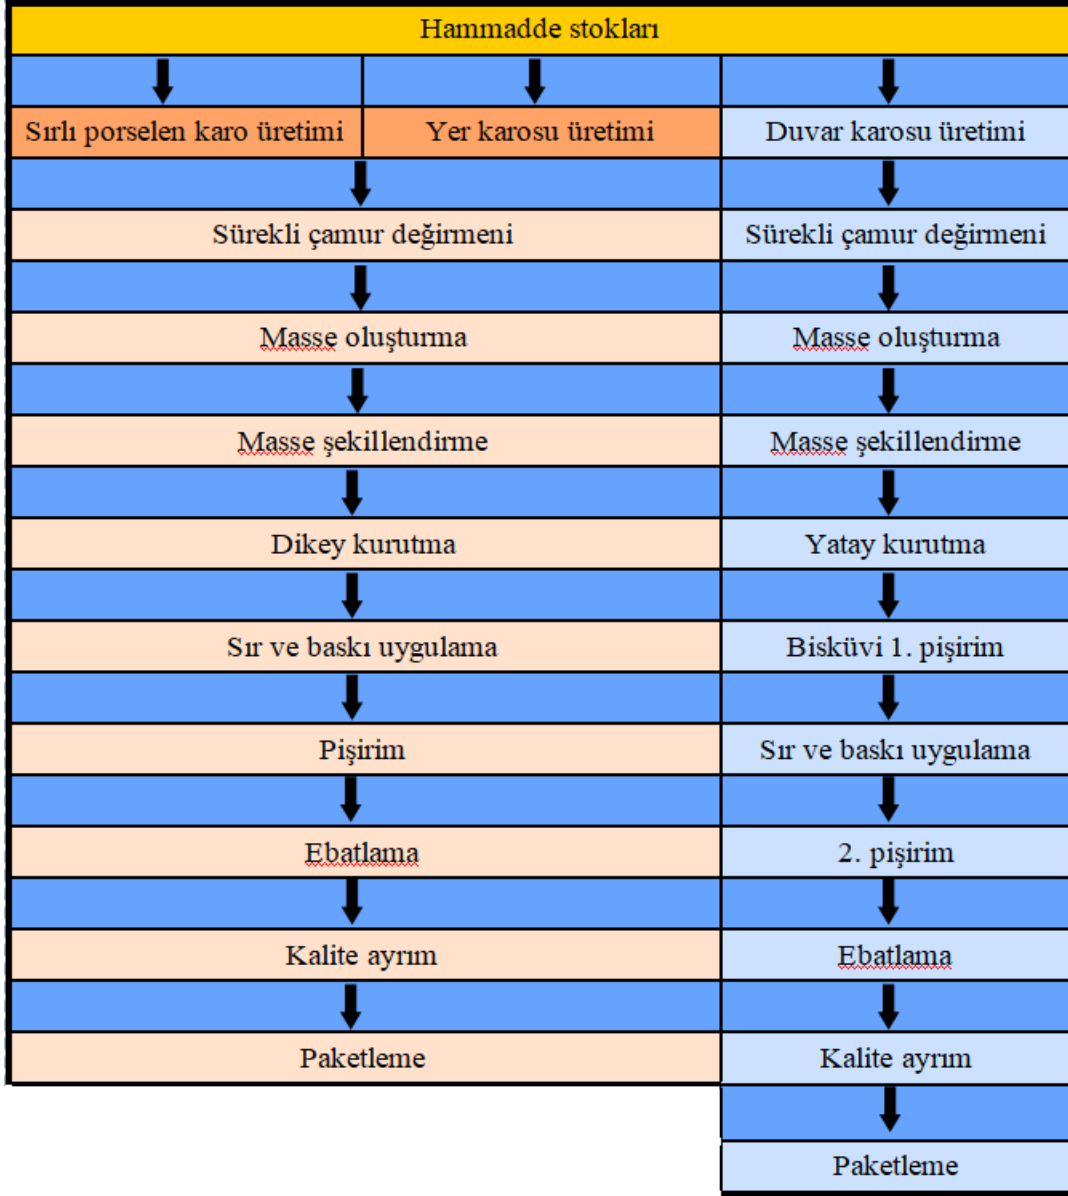 Hammadde stokları
Sırlı porselen karo üretimi
Yer karosu üretimi
Duvar karosu üretimi
Sürekli çamur değirmeni
Sürekli çamur değirmeni
Masse oluşturma
Masse oluşturma
Masse şekillendirme
Masse şekillendirme
Dikey kurutma
Yatay kurutma
Sır ve baskı uygulama
Bisküvi 1. pişirim
Pişirim
Sır ve baskı uygulama
Ebatlama
2. pişirim
Kalite ayrım
Ebatlama
Paketleme
Kalite ayrım
Paketleme